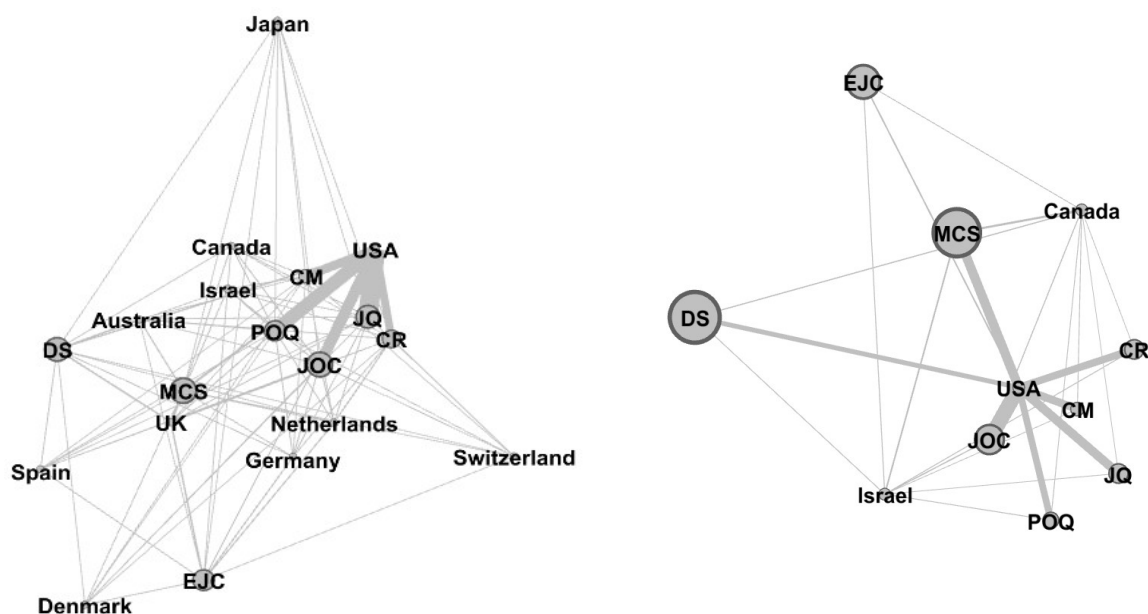 Japan
Canada
USA
CM
Israel
Australia
POQ
JQ
CR
DS
JOC
MCS
UK
Netherlands
Germany
Switzerland
Spain
EJC
Denmark
EJC
Canada
MCS
DS
CR
USA
CM
JOC
JQ
Israel
POQ